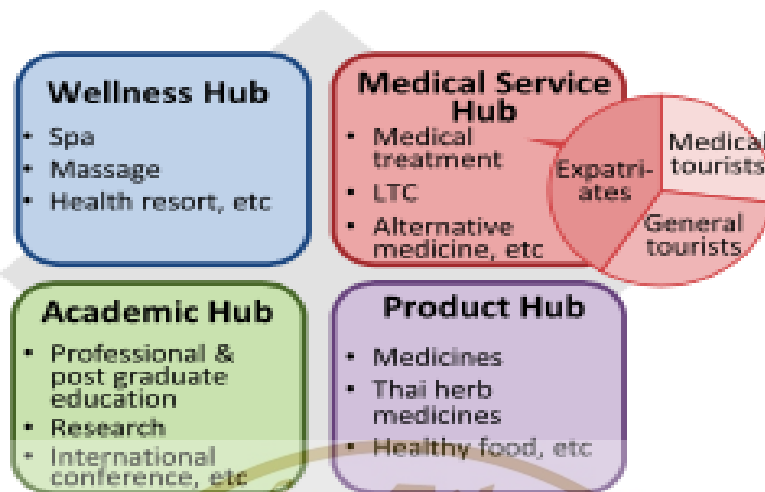 Wellness Hub
• Spa
• Massage
• Health resort, etc
Medical Service
Hub
• Medical
treatment
• LTC
• Alternative
medicine, etc
Expatri-
ates
Medical
tourists
General
tourists
Academic Hub
• Professional &
post graduate
education
• Research
• International
conference, etc
Product Hub
• Medicines
• Thai herb
medicines
• Healthy food, etc